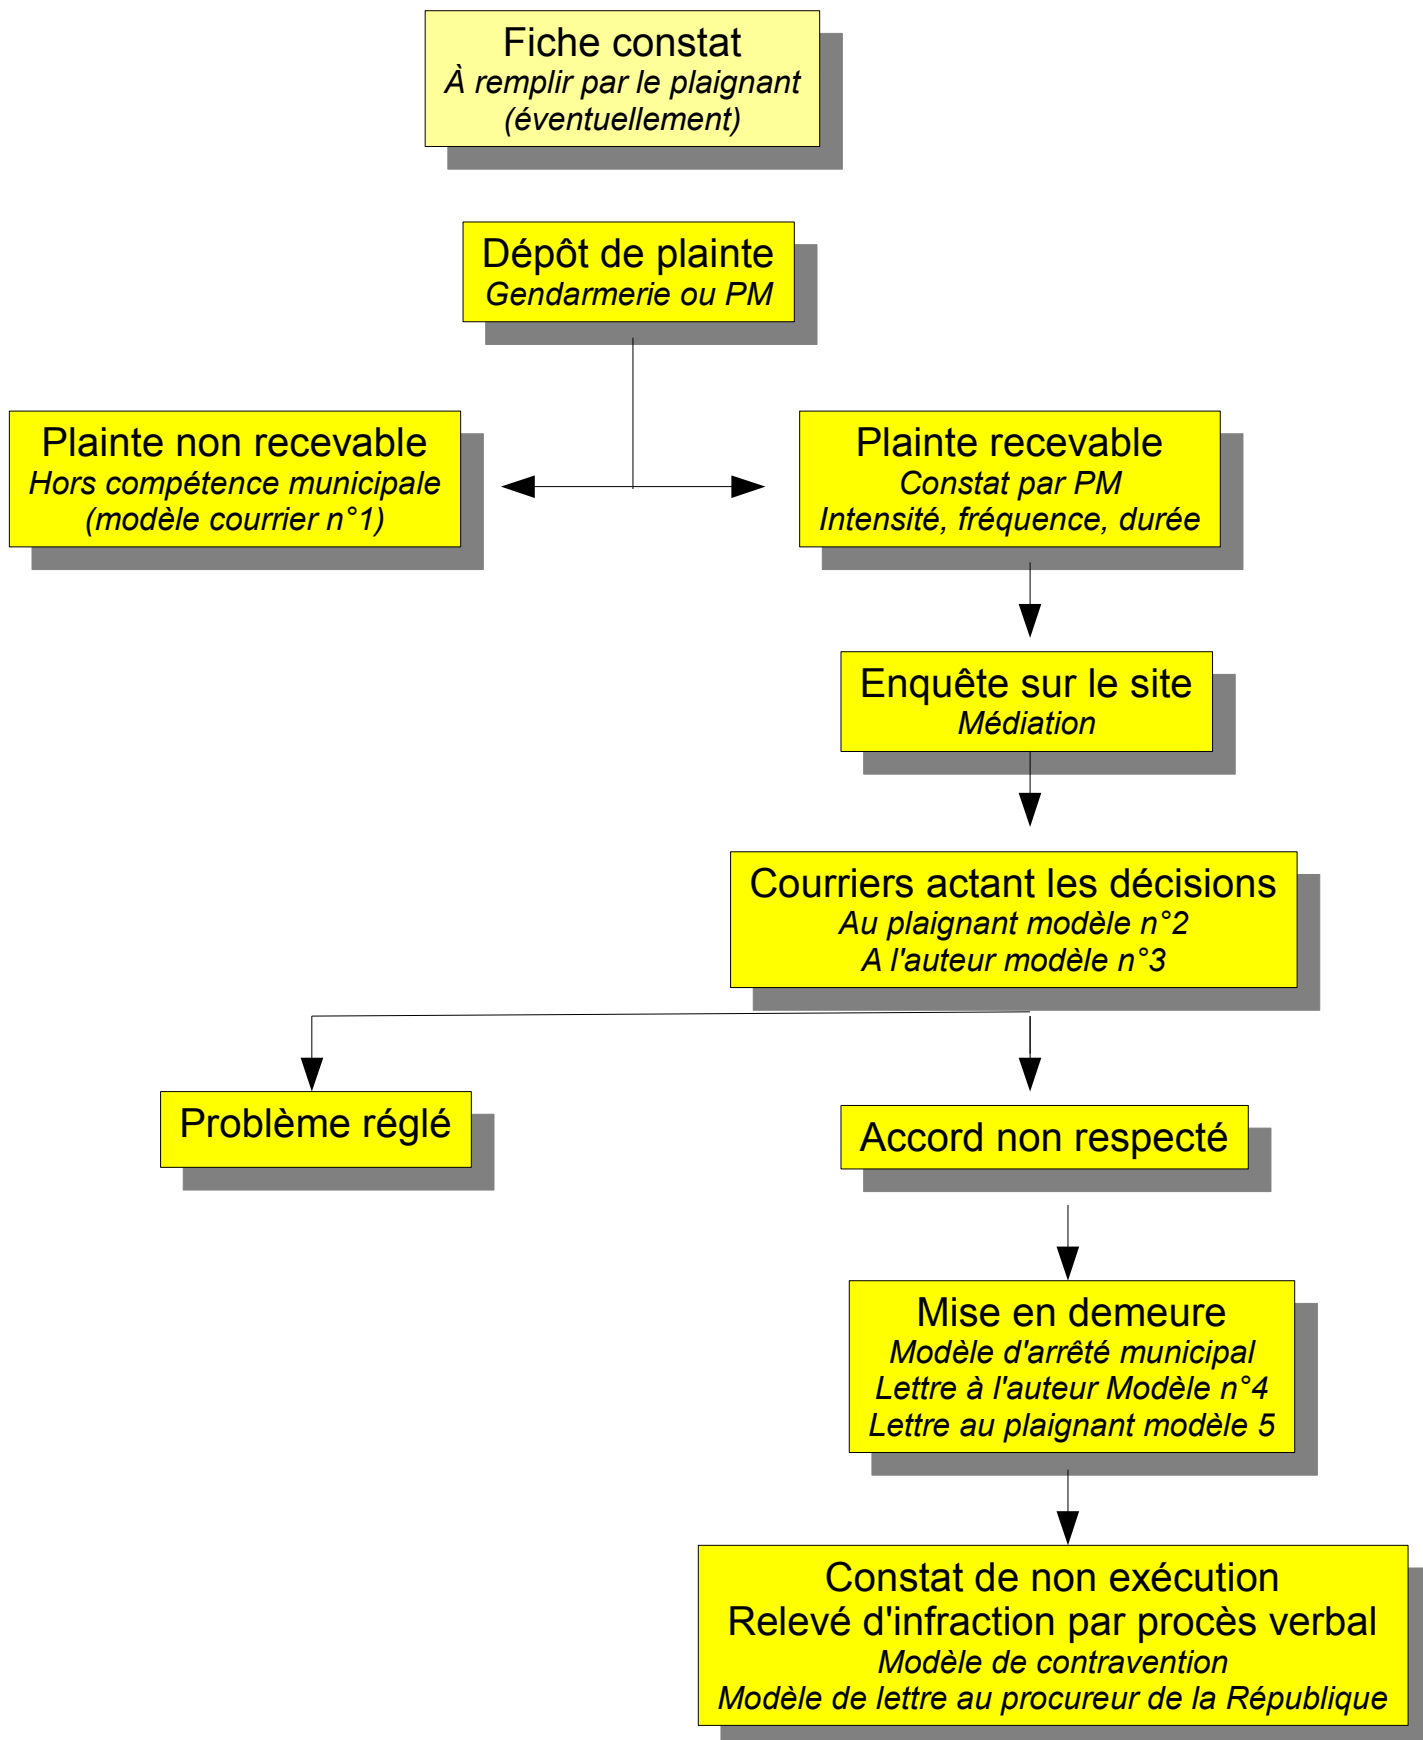 Fiche constat
À remplir par le plaignant
(éventuellement)
Dépôt de plainte
Gendarmerie ou PM
Plainte non recevable
Hors compétence municipale
(modèle courrier n°1)
Plainte recevable
Constat par PM
Intensité, fréquence, durée
Enquête sur le site
Médiation
Courriers actant les décisions
Au plaignant modèle n°2
A l'auteur modèle n°3
Problème réglé
Accord non respecté
Mise en demeure
Modèle d'arrêté municipal
Lettre à l'auteur Modèle n°4
Lettre au plaignant modèle 5
Constat de non exécution
Relevé d'infraction par procès verbal
Modèle de contravention
Modèle de lettre au procureur de la République